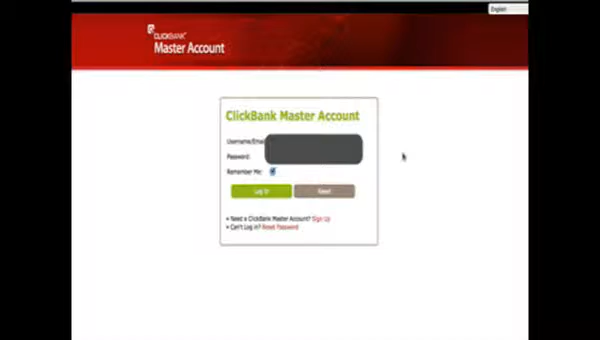 English
CLICKBANK
Master Account
ClickBank Master Account
Username/Email
Password:
Remember Me:
Log In Reset
• Need a ClickBank Master Account? Sign Up
• Can't Log in? Reset Password